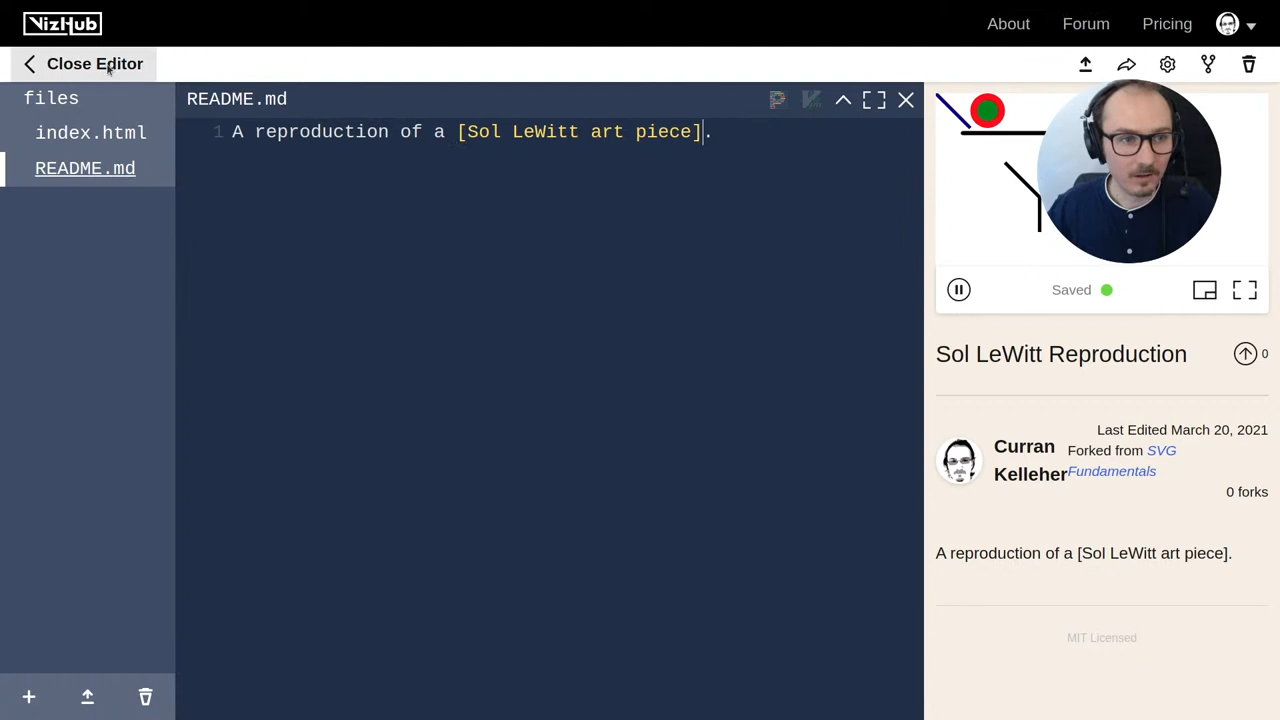 VizHub
About
Forum
Pricing
Close Editor
files
index.html
README.md
README.md
1 A reproduction of a [Sol LeWitt art piece].
Saved
Sol LeWitt Reproduction
0
Last Edited March 20, 2021
Curran
Kelleher
Forked from SVG
Fundamentals
0 forks
A reproduction of a [Sol LeWitt art piece].
MIT Licensed